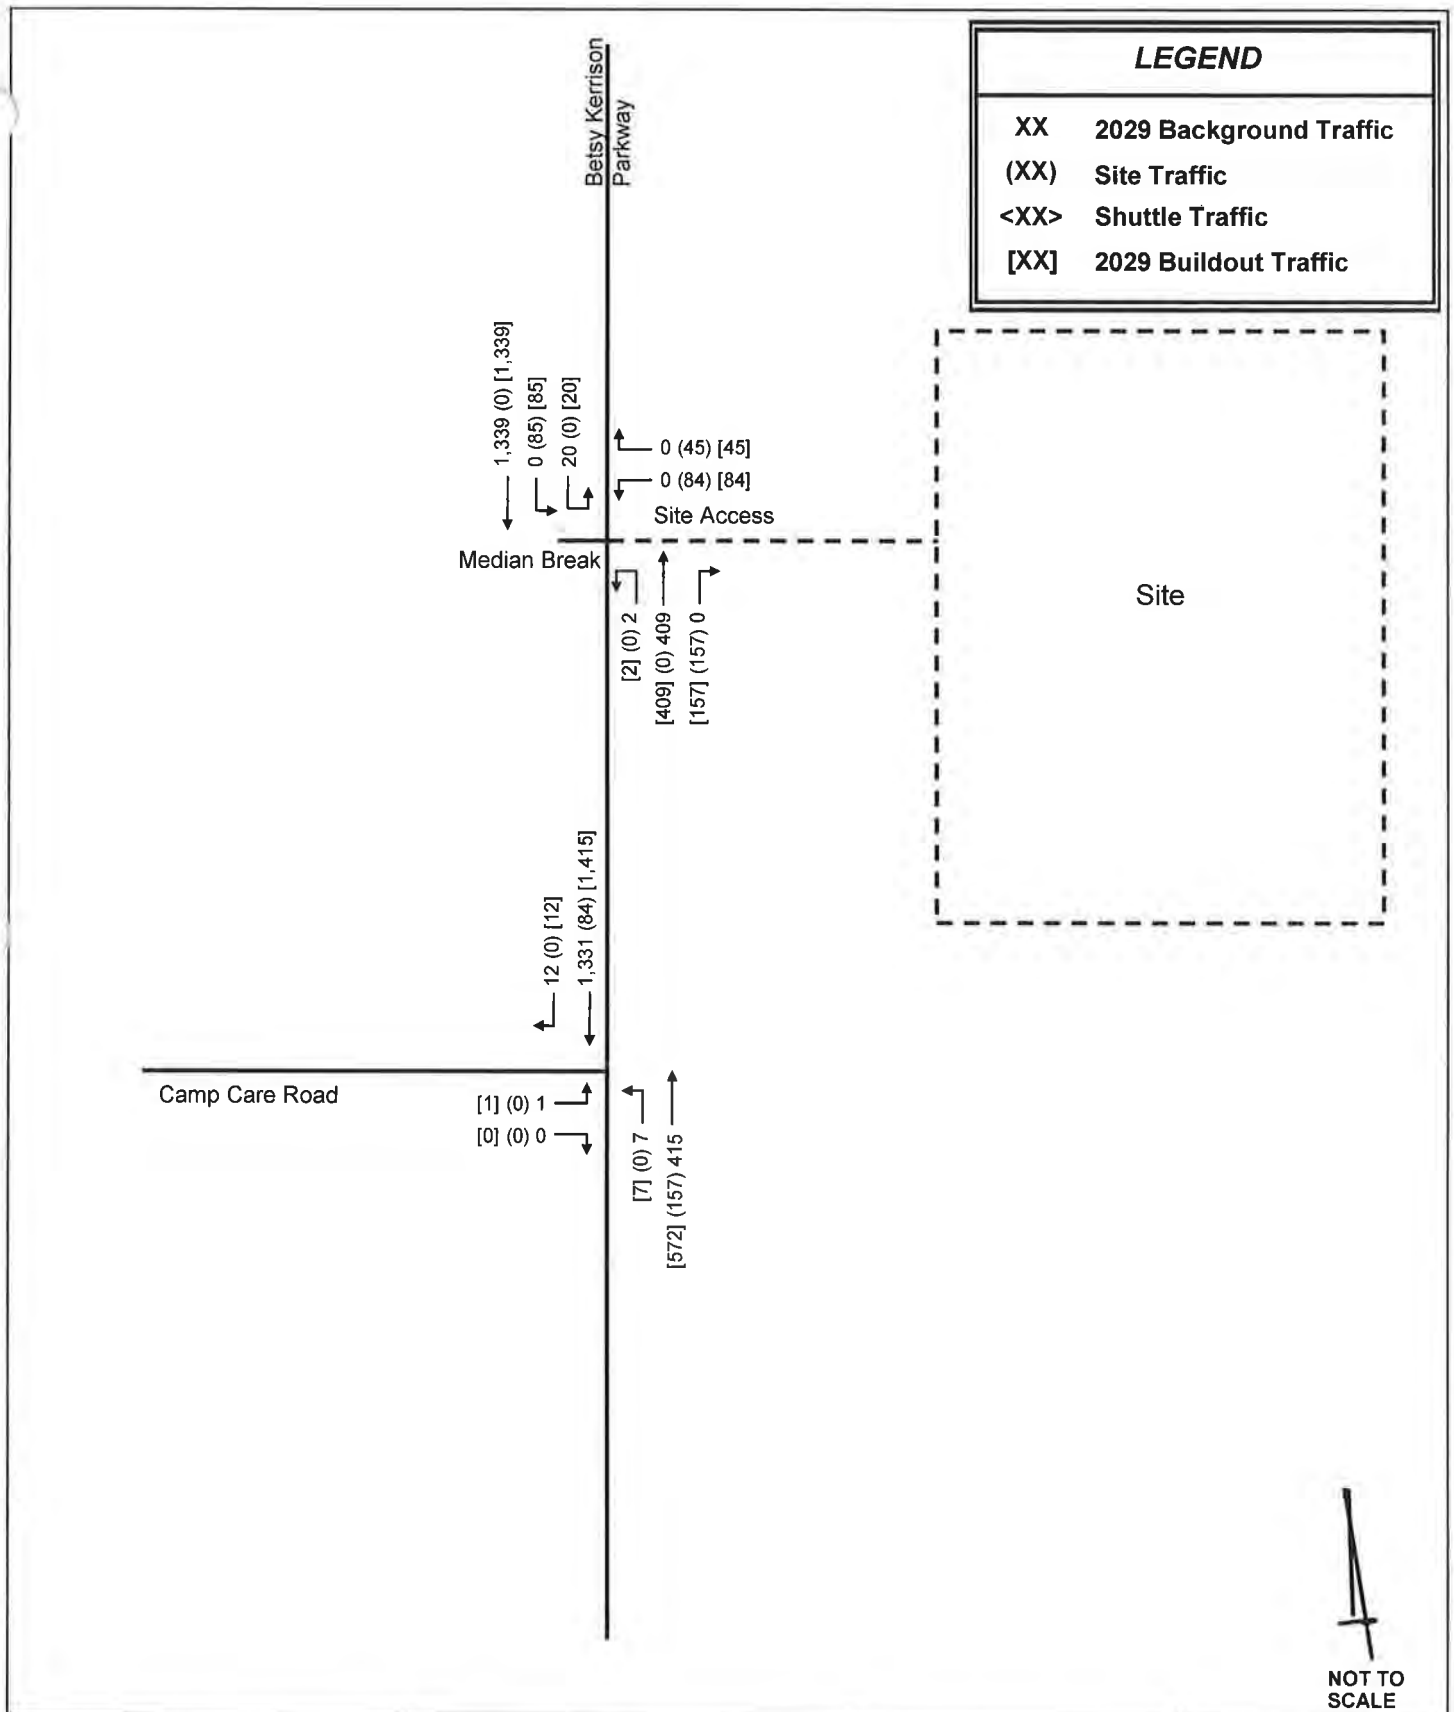 Betsy Kerrison
Parkway
LEGEND
XX 2029 Background Traffic
(XX) Site Traffic
<XX> Shuttle Traffic
[XX] 2029 Buildout Traffic
1,339 (0) [1,339]
0 (85) [85]
20 (0) [20]
0 (45) [45]
0 (84) [84]
Site Access
Median Break
[2] (0) 2
[409] (0) 409
[157] (157) 0
Site
12 (0) [12]
1,331 (84) [1,415]
Camp Care Road
[1] (0) 1
[0] (0) 0
[7] (0) 7
[572] (157) 415
NOT TO
SCALE